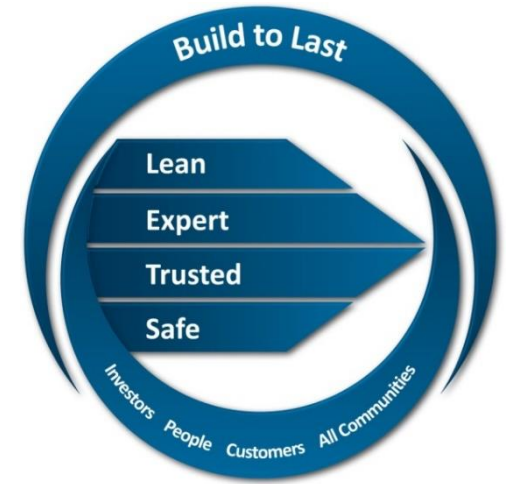 Build to Last
Lean
Expert
Trusted
Safe
Investors People Customers All Communities